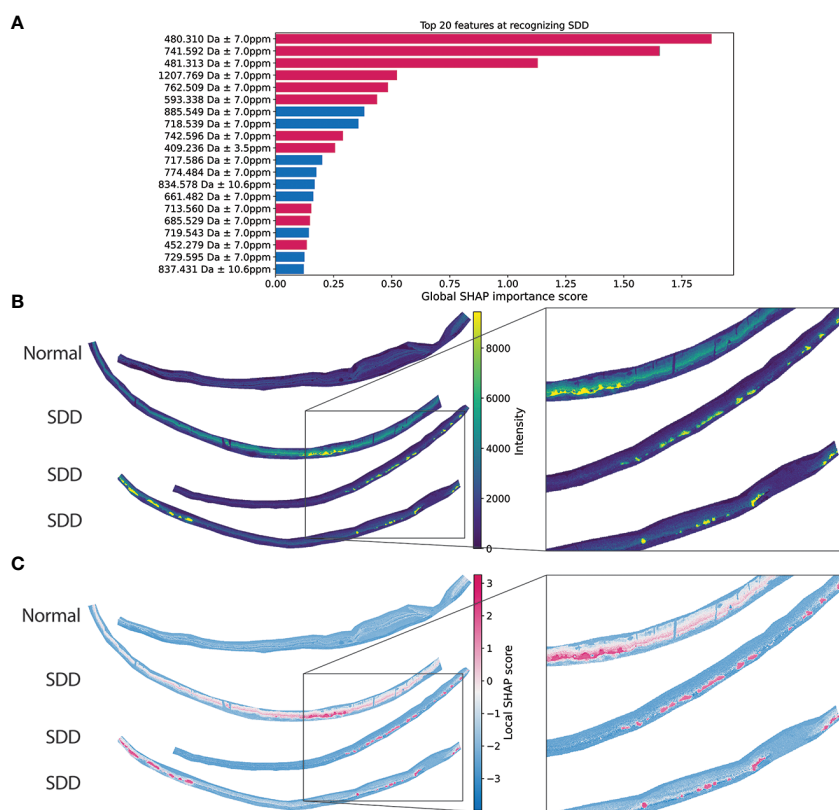 A
Top 20 features at recognizing SDD
480.310 Da ± 7.0ppm
741.592 Da ± 7.0ppm
481.313 Da ± 7.0ppm
1207.769 Da ± 7.0ppm
762.509 Da ± 7.0ppm
593.338 Da ± 7.0ppm
885.549 Da ± 7.0ppm
718.539 Da ± 7.0ppm
742.596 Da ± 7.0ppm
409.236 Da ± 3.5ppm
717.586 Da ± 7.0ppm
774.484 Da ± 7.0ppm
834.578 Da ± 10.6ppm
661.482 Da ± 7.0ppm
713.560 Da ± 7.0ppm
685.529 Da ± 7.0ppm
719.543 Da ± 7.0ppm
452.279 Da ± 7.0ppm
729.595 Da ± 7.0ppm
837.431 Da ± 10.6ppm
0.00 0.25 0.50 0.75 1.00 1.25 1.50 1.75
Global SHAP importance score
B
Normal
SDD
SDD
SDD
8000
6000
4000
2000
0
Intensity
C
Normal
SDD
SDD
SDD
3
2
1
0
−1
−2
−3
Local SHAP score